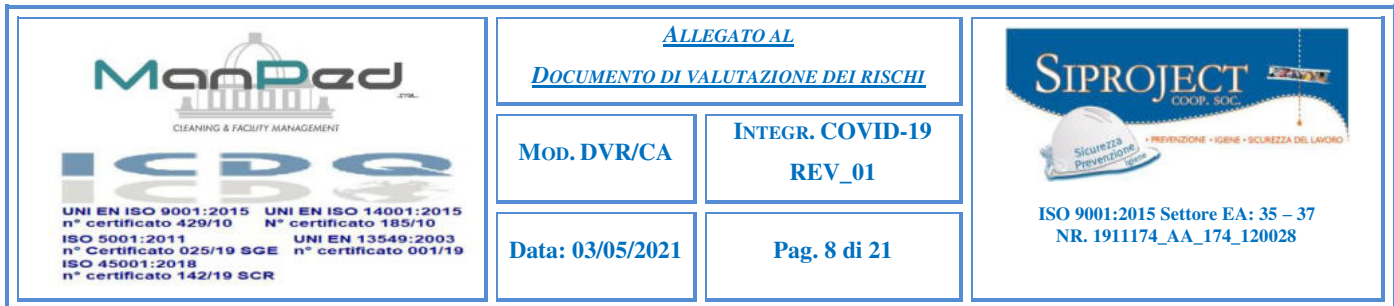 ManPed
CLEANING & FACILITY MANAGEMENT
ICDQ
UNI EN ISO 9001:2015 UNI EN ISO 14001:2015
n° certificato 429/10 N° certificato 185/10
ISO 5001:2011 UNI EN 13549:2003
n° Certificato 025/19 SGE n° certificato 001/19
ISO 45001:2018
n° certificato 142/19 SCR
ALLEGATO AL
DOCUMENTO DI VALUTAZIONE DEI RISCHI
MOD. DVR/CA
INTEGR. COVID-19
REV_01
Data: 03/05/2021
Pag. 8 di 21
SIPROJECT
COOP. SOC.
Sicurezza
Prevenzione
Igiene
• PREVENZIONE • IGIENE • SICUREZZA DEL LAVORO
ISO 9001:2015 Settore EA: 35 – 37
NR. 1911174_AA_174_120028